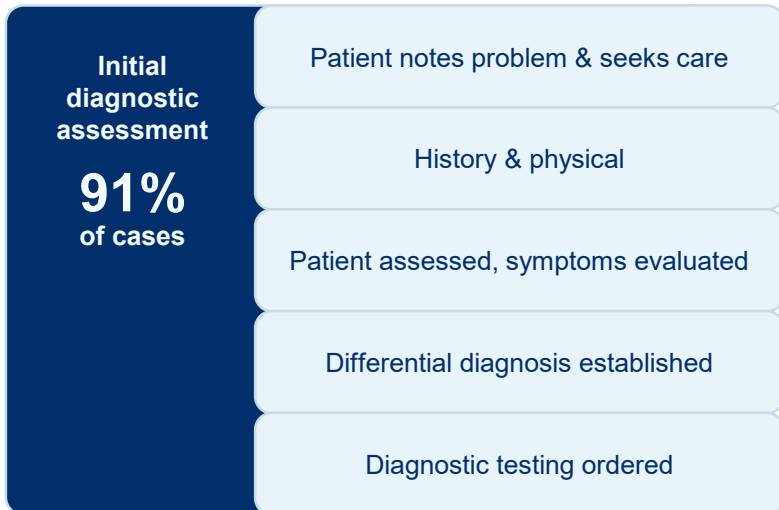 Initial
diagnostic
assessment
91%
of cases
Patient notes problem & seeks care
History & physical
Patient assessed, symptoms evaluated
Differential diagnosis established
Diagnostic testing ordered